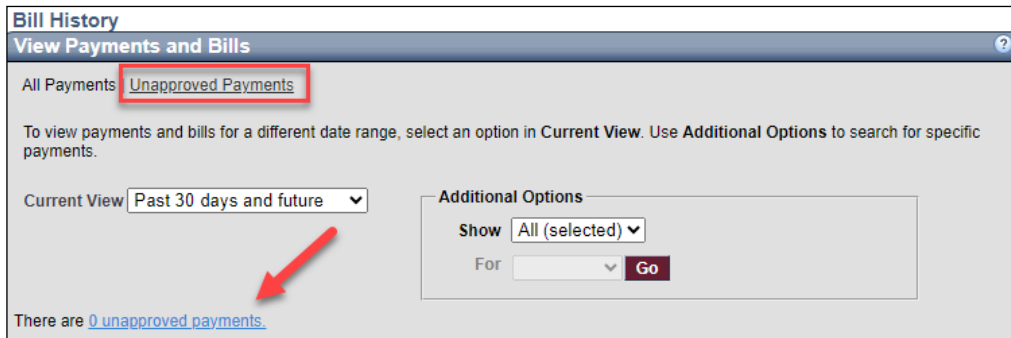 Bill History
View Payments and Bills
?
All Payments | Unapproved Payments
To view payments and bills for a different date range, select an option in Current View. Use Additional Options to search for specific
payments.
Current View Past 30 days and future
Additional Options
Show All (selected)
For Go
There are 0 unapproved payments.